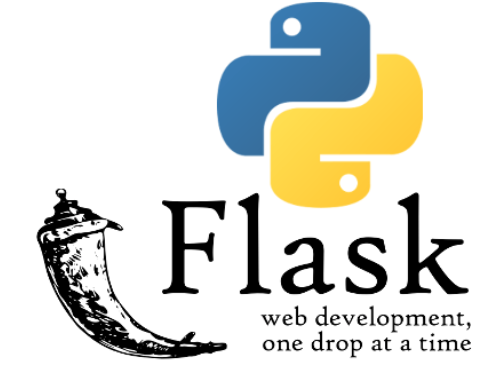 Flask
web development,
one drop at a time